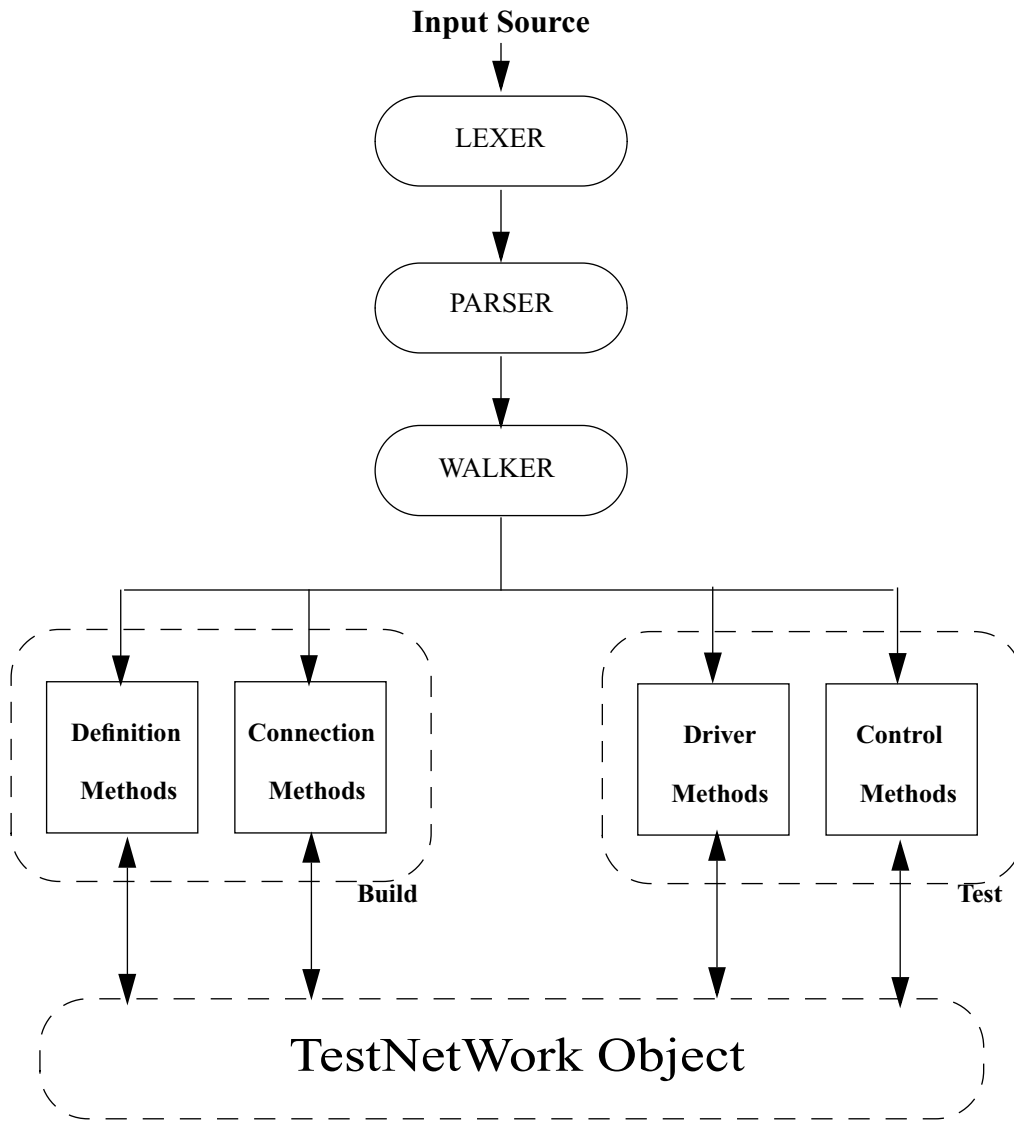 Input Source
LEXER
PARSER
WALKER
Definition
Methods
Connection
Methods
Driver
Methods
Control
Methods
Build
Test
TestNetWork Object